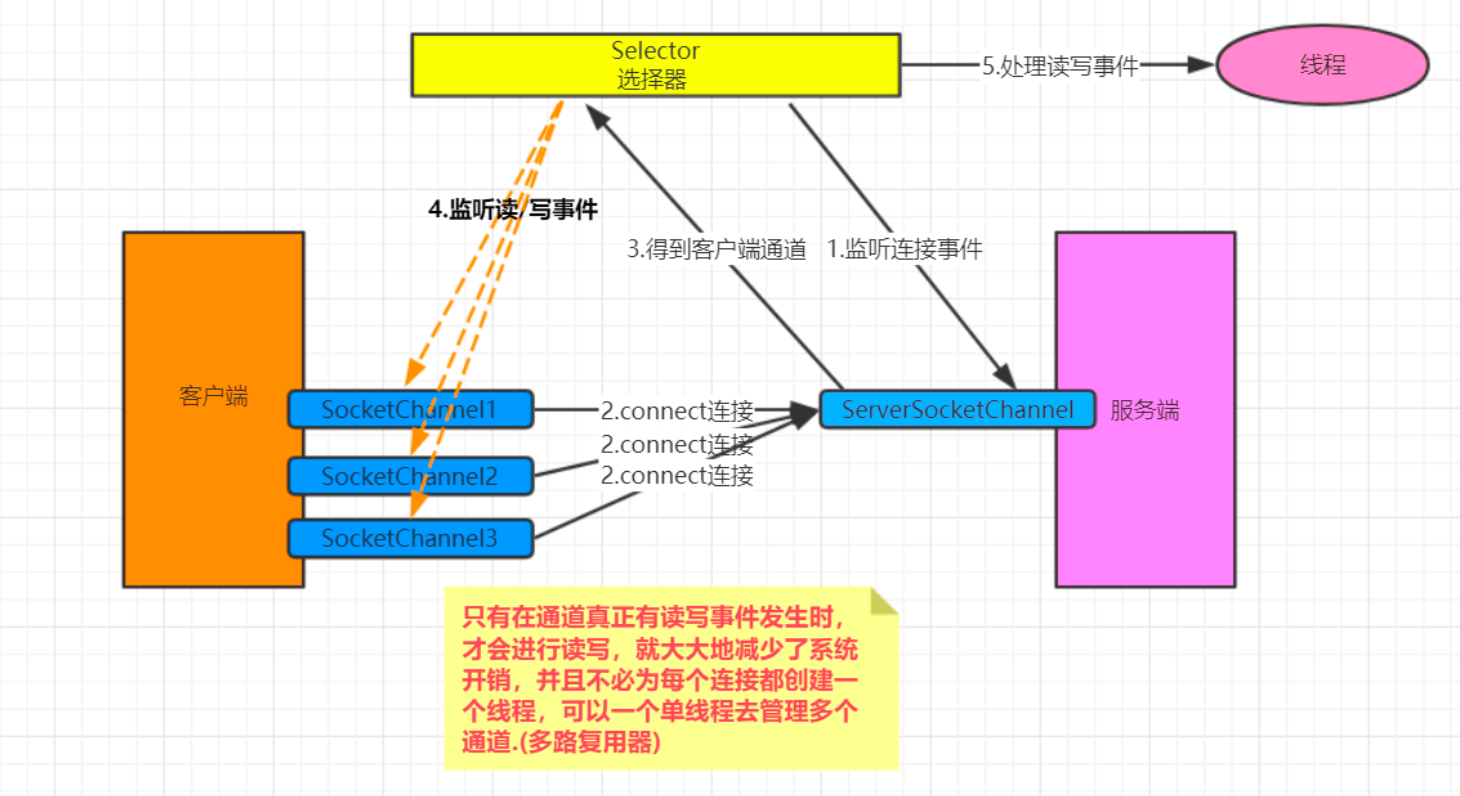 Selector
选择器
5.处理读写事件
线程
4.监听读/写事件
3.得到客户端通道
1.监听连接事件
客户端
SocketChannel1
2.connect连接
ServerSocketChannel
服务端
2.connect连接
SocketChannel2
2.connect连接
SocketChannel3
只有在通道真正有读写事件发生时，
才会进行读写，就大大地减少了系统
开销，并且不必为每个连接都创建一
个线程，可以一个单线程去管理多个
通道.(多路复用器)